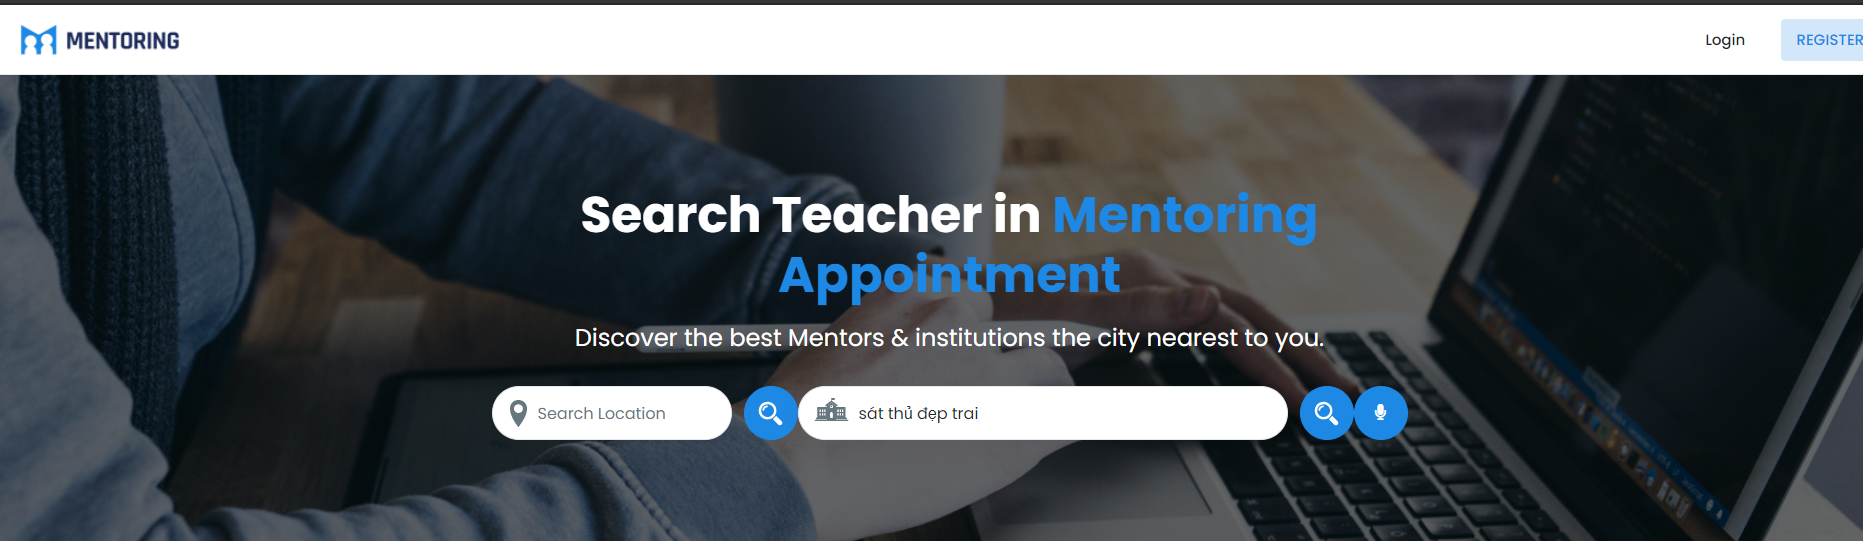 MENTORING
Login
REGISTER
Search Teacher in Mentoring
Appointment
Discover the best Mentors & institutions the city nearest to you.
Search Location
sát thủ đẹp trai